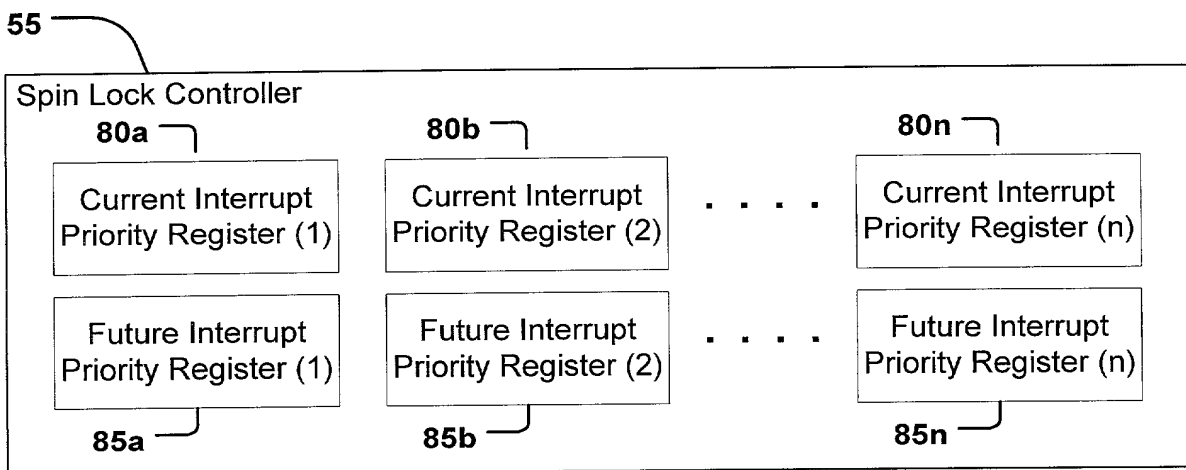 55
Spin Lock Controller
80a
80b
80n
Current Interrupt
Priority Register (1)
Current Interrupt
Priority Register (2)
. . . .
Current Interrupt
Priority Register (n)
Future Interrupt
Priority Register (1)
Future Interrupt
Priority Register (2)
. . . .
Future Interrupt
Priority Register (n)
85a
85b
85n